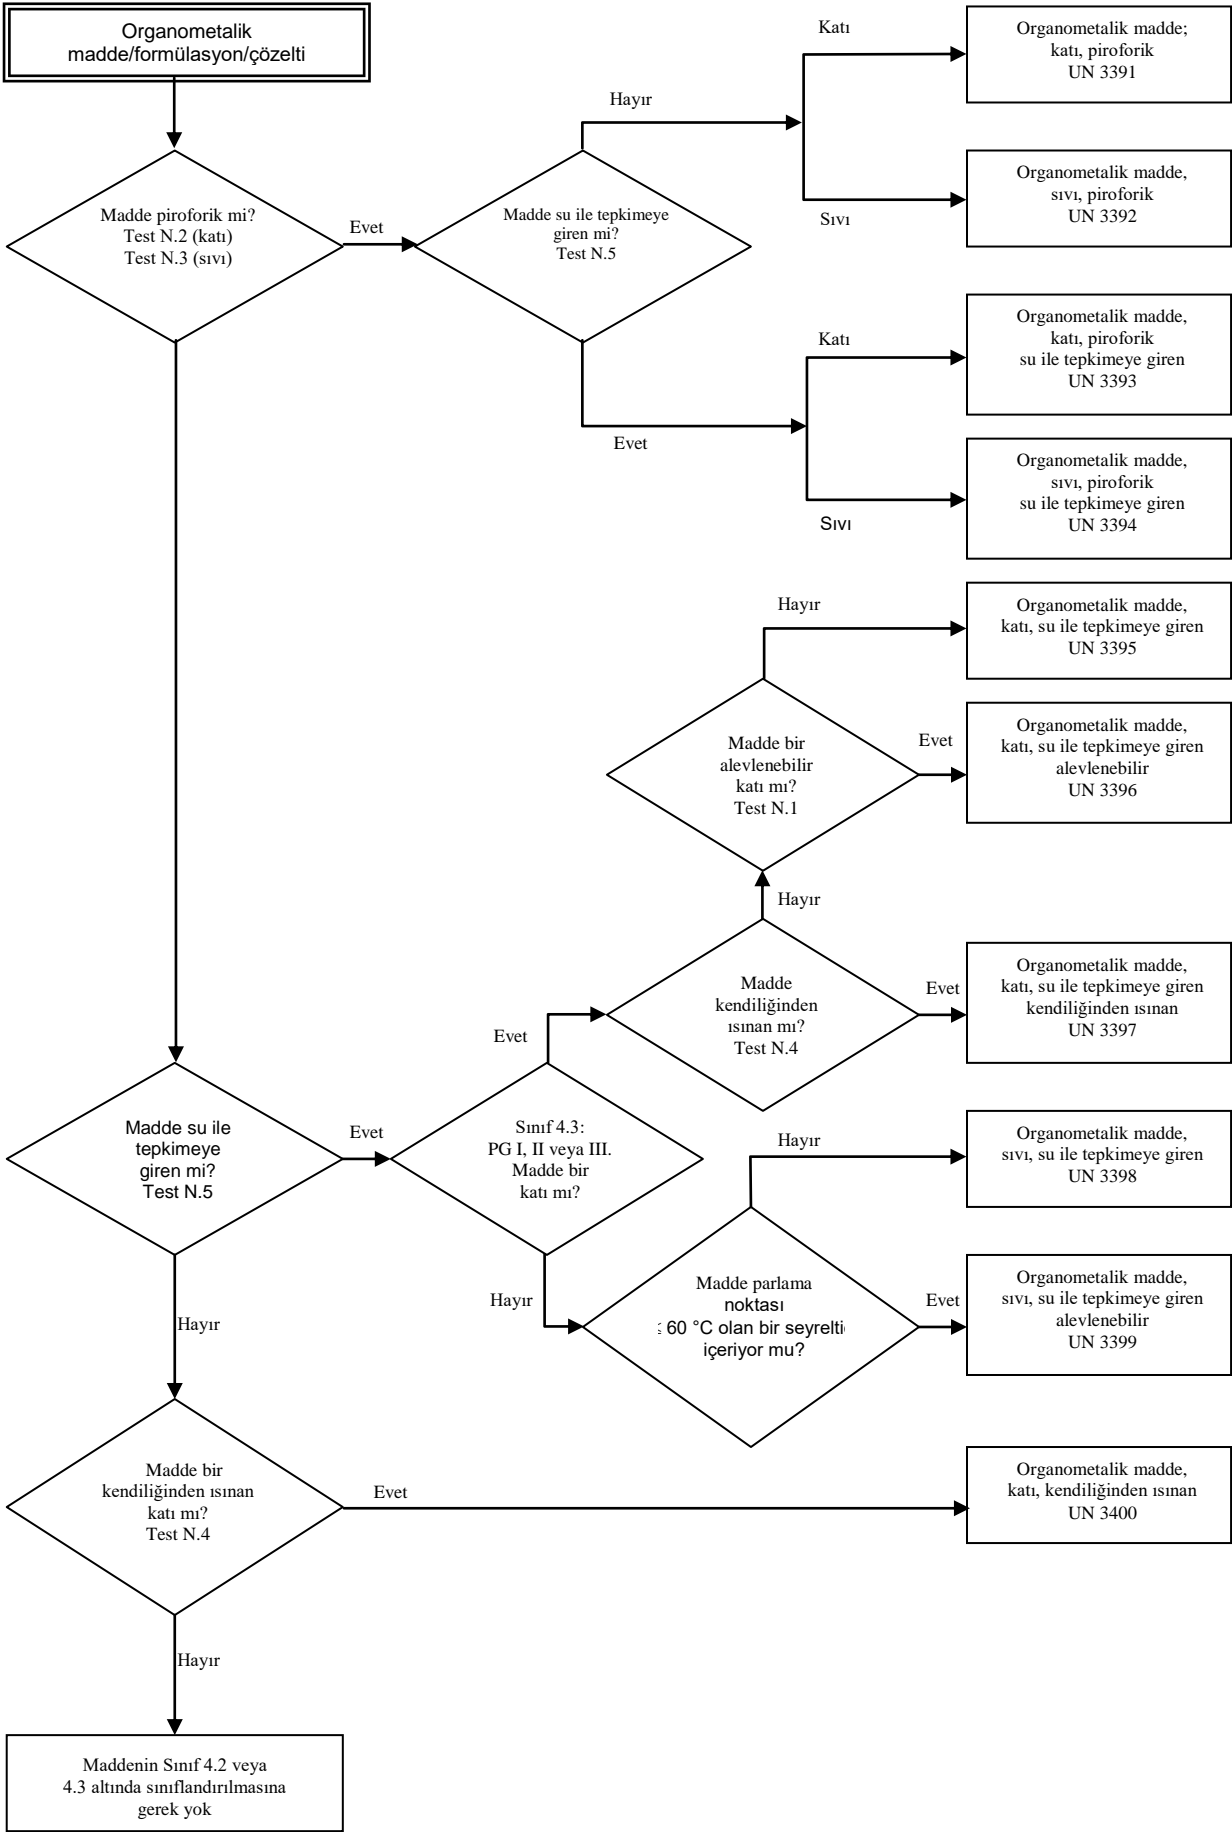 Organometalik
madde/formülasyon/çözelti
Katı
Organometalik madde;
katı, piroforik
UN 3391
Hayır
Organometalik madde,
sıvı, piroforik
UN 3392
Sıvı
Madde piroforik mi?
Test N.2 (katı)
Test N.3 (sıvı)
Evet
Madde su ile tepkimeye
giren mi?
Test N.5
Organometalik madde,
katı, piroforik
su ile tepkimeye giren
UN 3393
Katı
Evet
Organometalik madde,
sıvı, piroforik
su ile tepkimeye giren
UN 3394
Sıvı
Hayır
Organometalik madde,
katı, su ile tepkimeye giren
UN 3395
Madde bir
alevlenebilir
katı mı?
Test N.1
Evet
Organometalik madde,
katı, su ile tepkimeye giren
alevlenebilir
UN 3396
Hayır
Madde
kendiliğinden
ısınan mı?
Test N.4
Evet
Organometalik madde,
katı, su ile tepkimeye giren
kendiliğinden ısınan
UN 3397
Evet
Madde su ile
tepkimeye
giren mi?
Test N.5
Evet
Sınıf 4.3:
PG I, II veya III.
Madde bir
katı mı?
Hayır
Organometalik madde,
sıvı, su ile tepkimeye giren
UN 3398
Hayır
Madde parlama
noktası
≤ 60 °C olan bir
içeriyor mu?
Evet
Organometalik madde,
sıvı, su ile tepkimeye giren
alevlenebilir
UN 3399
Hayır
Madde bir
kendiliğinden ısınan
katı mı?
Test N.4
Evet
Organometalik madde,
katı, kendiliğinden ısınan
UN 3400
Hayır
Maddenin Sınıf 4.2 veya
4.3 altında sınıflandırılmasına
gerek yok